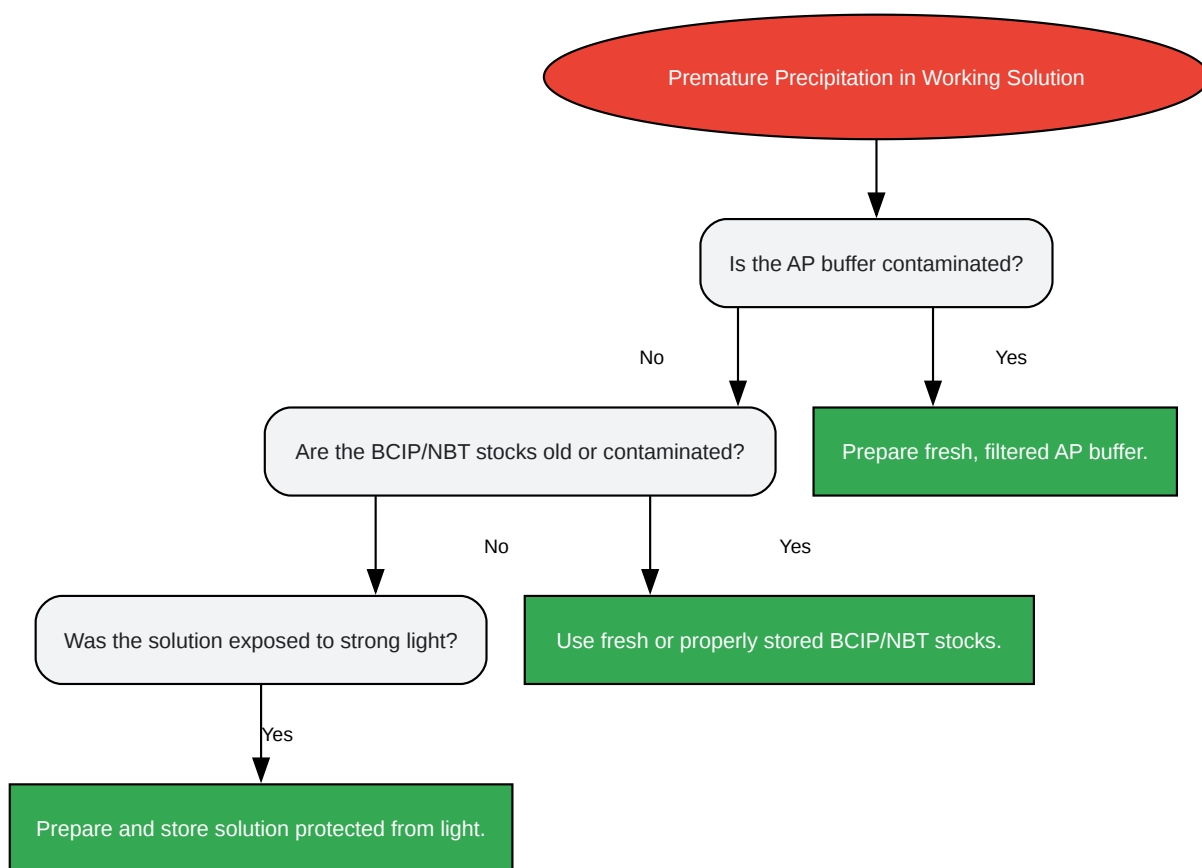 Premature Precipitation in Working Solution
Is the AP buffer contaminated?
No
Yes
Are the BCIP/NBT stocks old or contaminated?
Prepare fresh, filtered AP buffer.
No
Yes
Was the solution exposed to strong light?
Use fresh or properly stored BCIP/NBT stocks.
Yes
Prepare and store solution protected from light.